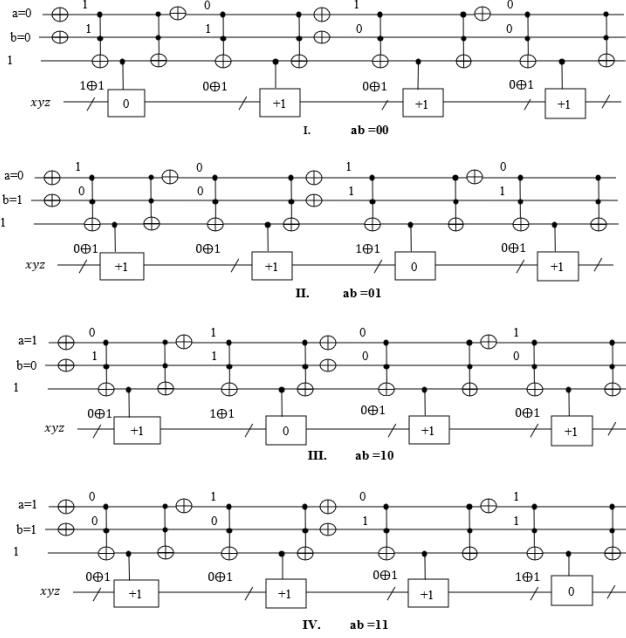 a=0 1 0 1 0
b=0 1 1 0 0
1
1⊕1 0⊕1 0⊕1 0⊕1
xyz 0 +1 +1 +1
I. ab =00
a=0 1 0 1 0
b=1 0 0 1 1
1
0⊕1 0⊕1 1⊕1 0⊕1
xyz +1 +1 0 +1
II. ab =01
a=1 0 1 0 1
b=0 1 1 0 0
1
0⊕1 1⊕1 0⊕1 0⊕1
xyz +1 0 +1 +1
III. ab =10
a=1 0 1 0 1
b=1 0 0 1 1
1
0⊕1 0⊕1 0⊕1 1⊕1
xyz +1 +1 +1 0
IV. ab =11